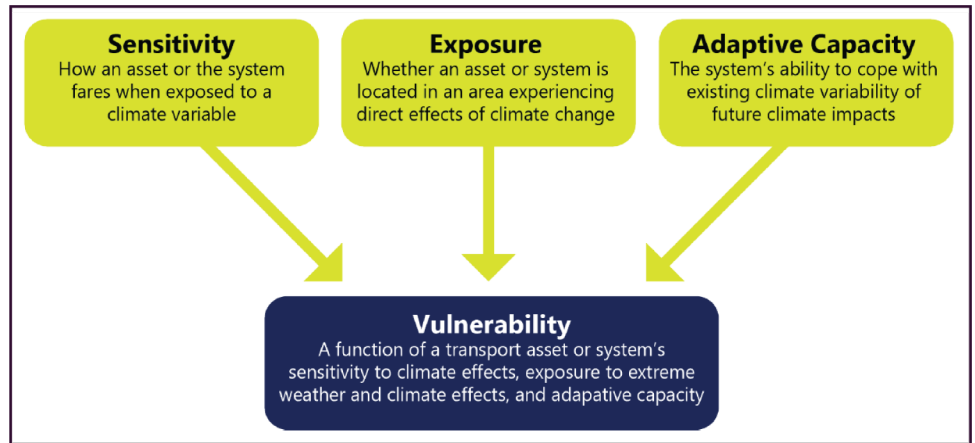 Sensitivity
How an asset or the system
fares when exposed to a
climate variable
Exposure
Whether an asset or system is
located in an area experiencing
direct effects of climate change
Adaptive Capacity
The system's ability to cope with
existing climate variability of
future climate impacts
Vulnerability
A function of a transport asset or system's
sensitivity to climate effects, exposure to extreme
weather and climate effects, and adapative capacity